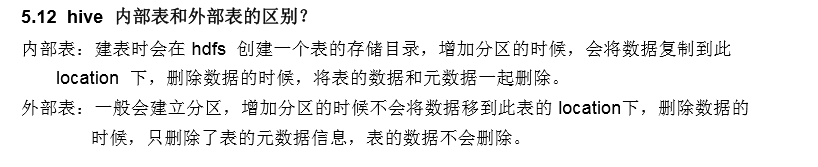 5.12 hive 内部表和外部表的区别？
内部表：建表时会在 hdfs 创建一个表的存储目录，增加分区的时候，会将数据复制到此
location 下，删除数据的时候，将表的数据和元数据一起删除。
外部表：一般会建立分区，增加分区的时候不会将数据移到此表的 location下，删除数据的
时候，只删除了表的元数据信息，表的数据不会删除。